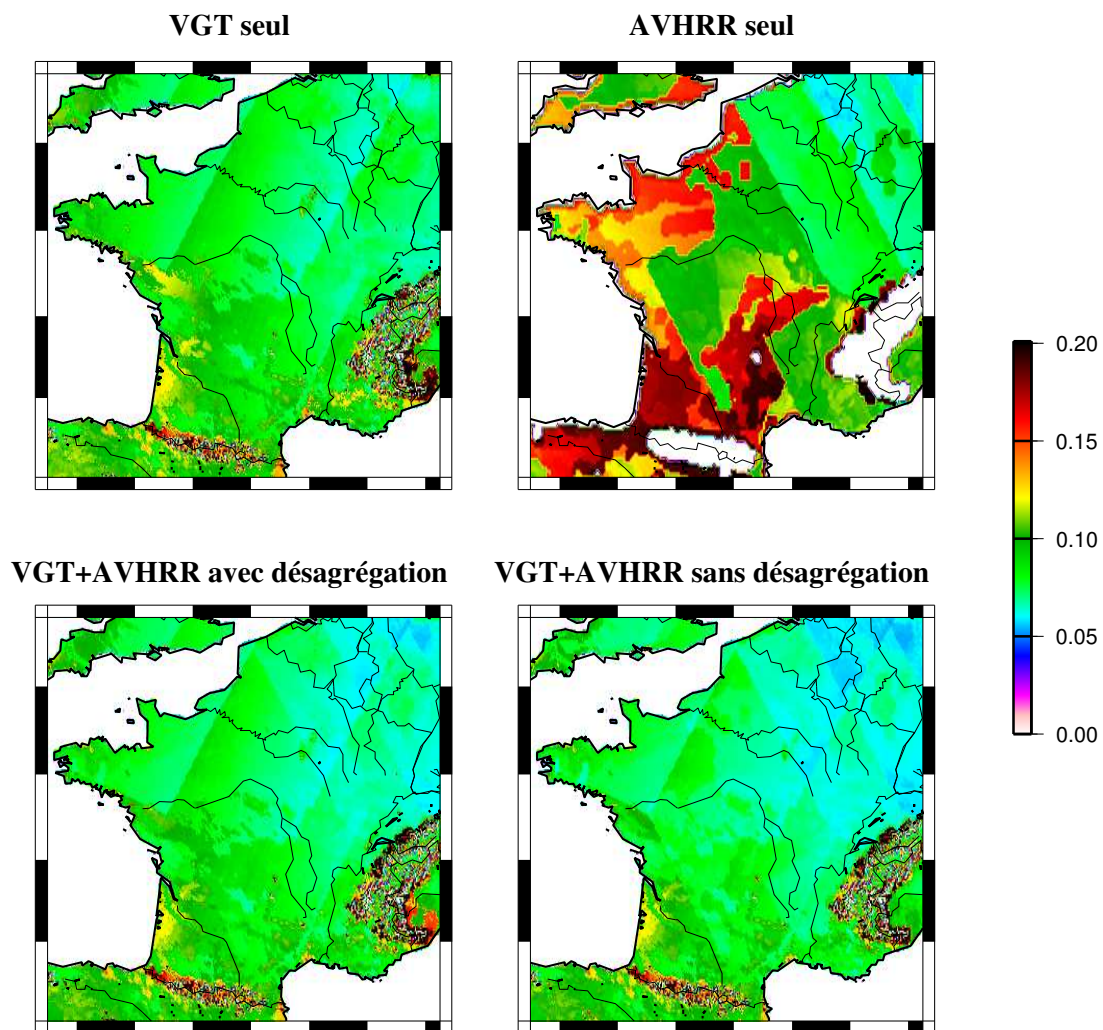 VGT seul
AVHRR seul
VGT+AVHRR avec désagrégation
VGT+AVHRR sans désagrégation
0.20
0.15
0.10
0.05
0.00